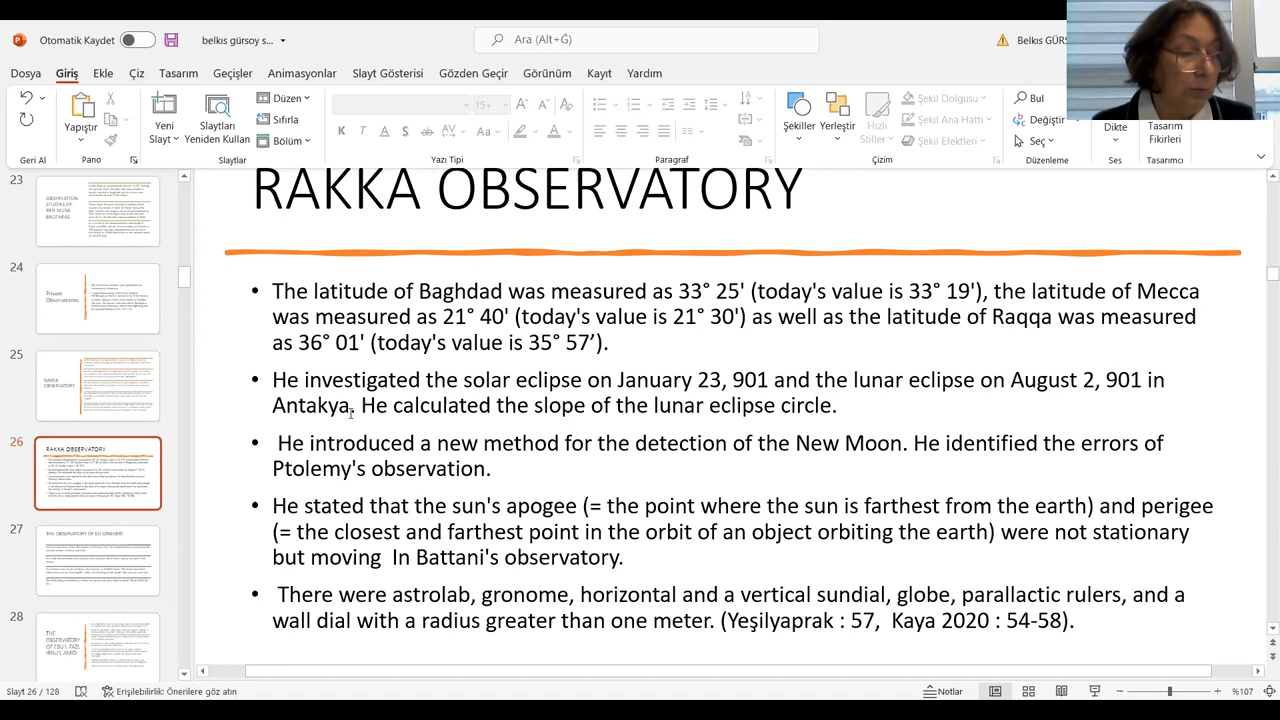 Otomatik Kaydet
belkıs gürsoy s...
Ara (Alt+G)
Belkıs GÜRS
Dosya Giriş Ekle Çiz Tasarım Geçişler Animasyonlar Slayt Gösterisi Gözden Geçir Görünüm Kayıt Yardım
Yapıştır
Yeni Slayt
Slaytları Yeniden Kullan
Düzen
Sıfırla
Bölüm
15+
Şekiller
Yerleştir
Hızlı Stiller
Şekil Dolgusu
Şekil Ana Hattı
Şekil Efektleri
Bul
Değiştir
Seç
Dikte
Tasarım Fikirleri
Geri Al Pano Slaytlar Yazı Tipi Paragraf Çizim Düzenleme Ses Tasarımcı
23
OBSERVATION
STUDIES OF
BEN MUSA
BROTHERS
24
Private
Observatories
25
RAKKA
OBSERVATORY
26
RAKKA OBSERVATORY
27
28
THE
OBSERVATORY
OF EBU'L-FAZL
IBNU'L AMID
RAKKA OBSERVATORY
• The latitude of Baghdad was measured as 33° 25' (today's value is 33° 19'), the latitude of Mecca
was measured as 21° 40' (today's value is 21° 30') as well as the latitude of Raqqa was measured
as 36° 01' (today's value is 35° 57’).
• He investigated the solar eclipse on January 23, 901 and the lunar eclipse on August 2, 901 in
Antakya. He calculated the slope of the lunar eclipse circle.
• He introduced a new method for the detection of the New Moon. He identified the errors of
Ptolemy's observation.
• He stated that the sun's apogee (= the point where the sun is farthest from the earth) and perigee
(= the closest and farthest point in the orbit of an object orbiting the earth) were not stationary
but moving In Battani's observatory.
• There were astrolab, gronome, horizontal and a vertical sundial, globe, parallactic rulers, and a
wall dial with a radius greater than one meter. (Yeşilyaprak : 57, Kaya 2020 : 54-58).
Slayt 26 / 128
Erişilebilirlik: Önerilere göz atın
Notlar
%107